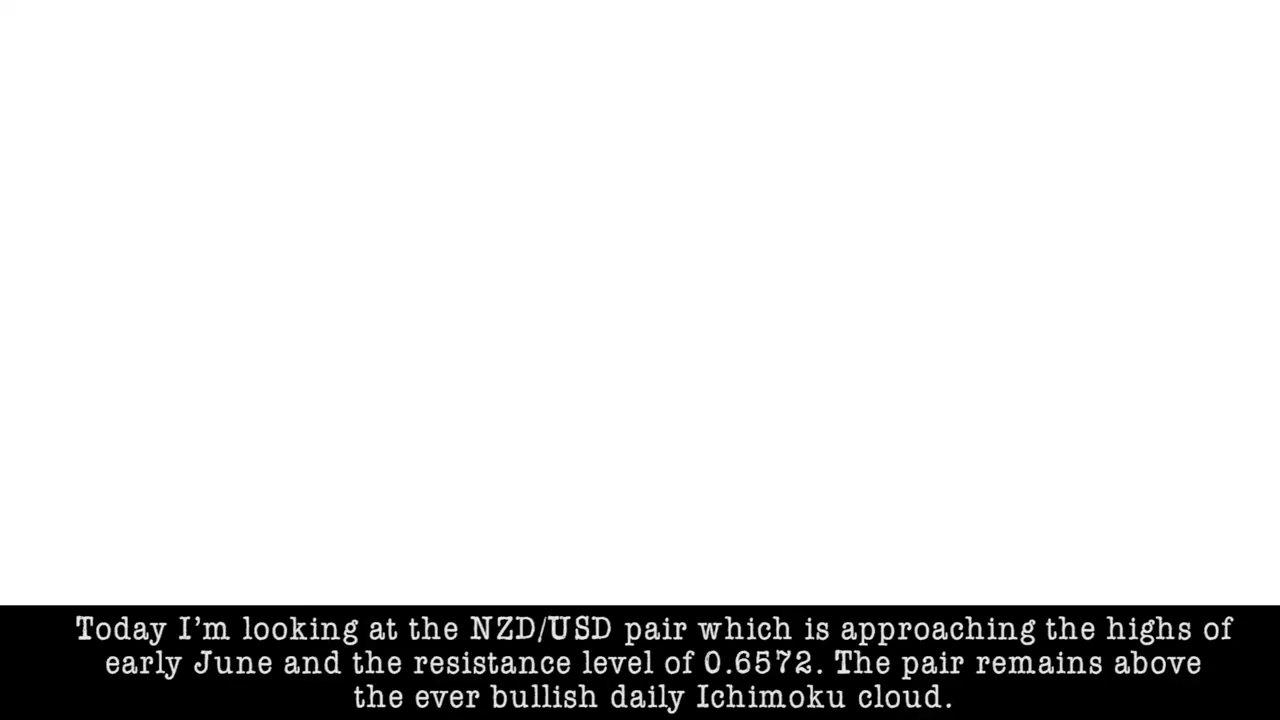 Today I'm looking at the NZD/USD pair which is approaching the highs of
early June and the resistance level of 0.6572. The pair remains above
the ever bullish daily Ichimoku cloud.